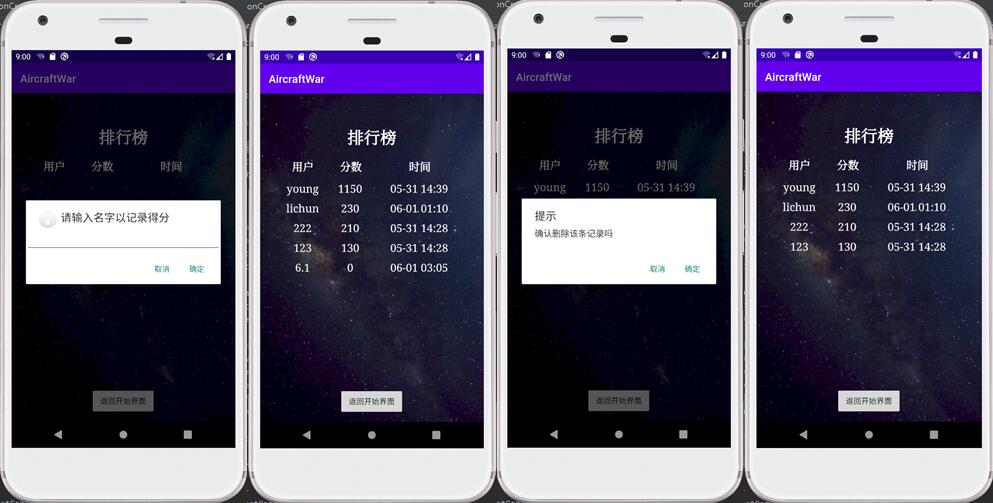 9:00
AircraftWar
排行榜
用户 分数 时间
请输入名字以记录得分
取消 确定
返回开始界面
9:00
AircraftWar
排行榜
用户 分数 时间
young 1150 05-31 14:39
lichun 230 06-01 01:10
222 210 05-31 14:28
123 130 05-31 14:28
6.1 0 06-01 03:05
返回开始界面
9:00
AircraftWar
排行榜
用户 分数 时间
young 1150 05-31 14:39
提示
确认删除该条记录吗
取消 确定
返回开始界面
9:00
AircraftWar
排行榜
用户 分数 时间
young 1150 05-31 14:39
lichun 230 06-01 01:10
222 210 05-31 14:28
123 130 05-31 14:28
返回开始界面